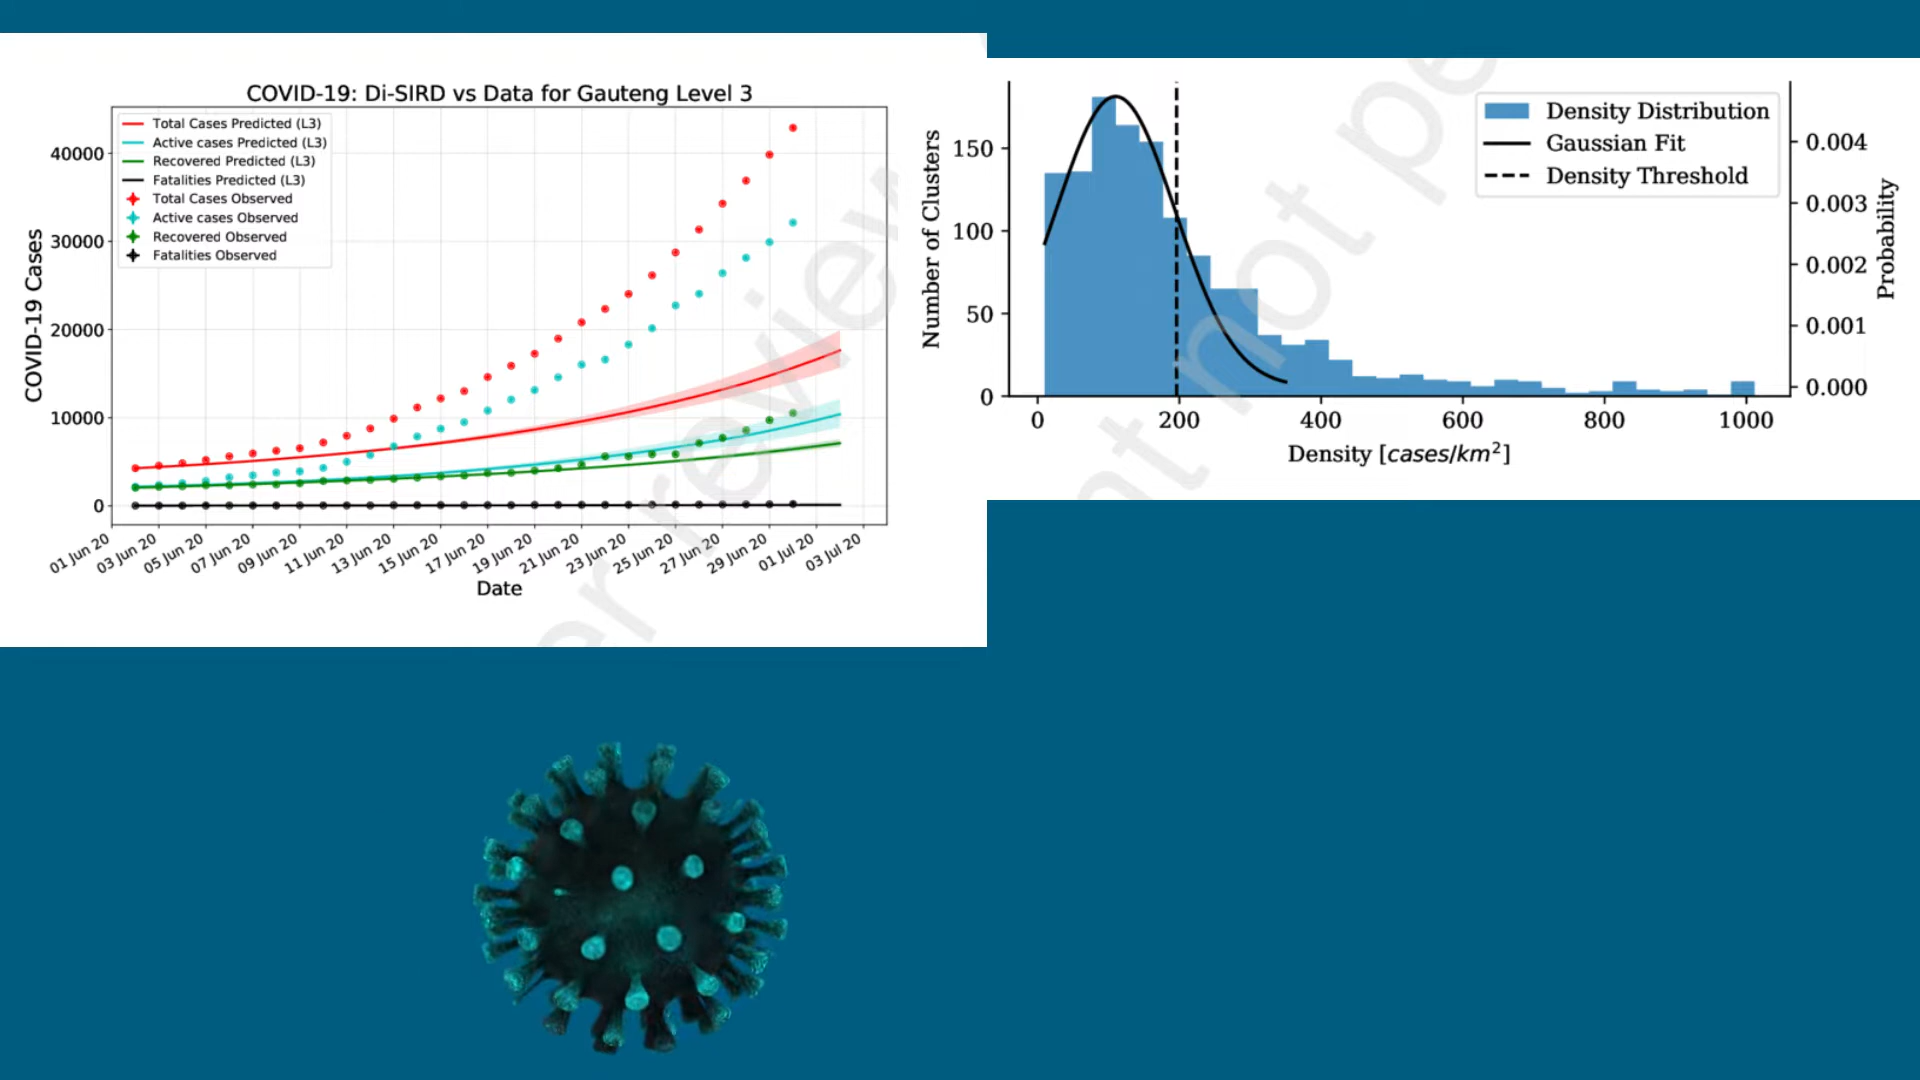 COVID-19: Di-SIRD vs Data for Gauteng Level 3
Total Cases Predicted (L3)
Active cases Predicted (L3)
Recovered Predicted (L3)
Fatalities Predicted (L3)
Total Cases Observed
Active cases Observed
Recovered Observed
Fatalities Observed
COVID-19 Cases
40000
30000
20000
10000
0
01 Jun 20
03 Jun 20
05 Jun 20
07 Jun 20
09 Jun 20
11 Jun 20
13 Jun 20
15 Jun 20
17 Jun 20
19 Jun 20
21 Jun 20
23 Jun 20
25 Jun 20
27 Jun 20
29 Jun 20
01 Jul 20
03 Jul 20
Date
er review
Density Distribution
Gaussian Fit
Density Threshold
Number of Clusters
150
100
50
0
0.004
0.003
0.002
0.001
0.000
Probability
0 200 400 600 800 1000
Density [cases/km²]
not pe